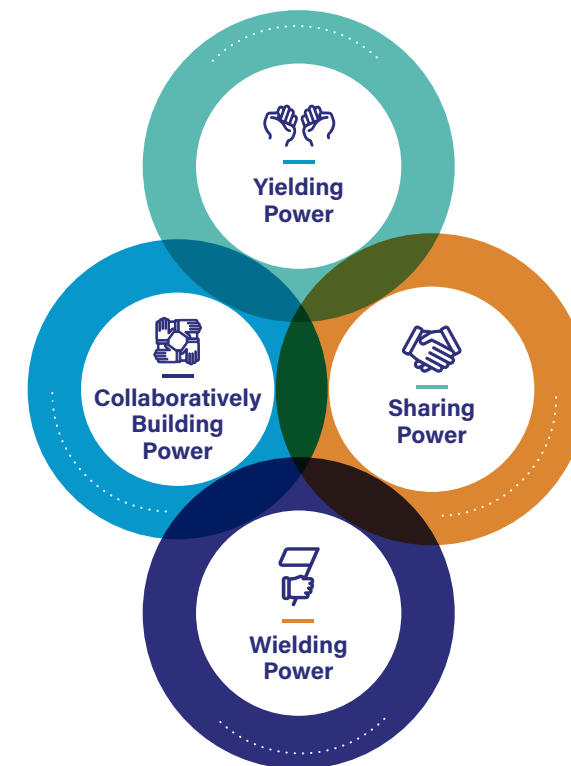 Yielding
Power
Collaboratively
Building
Power
Sharing
Power
Wielding
Power